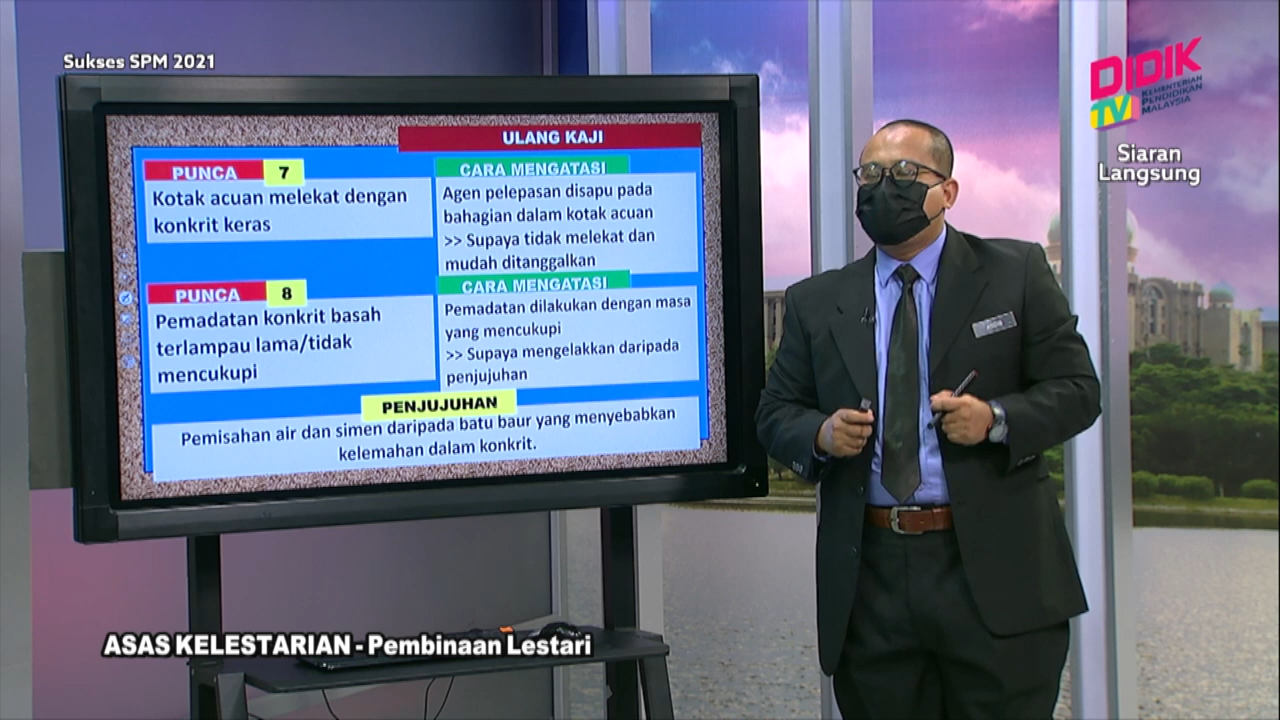 Sukses SPM 2021
DIDIK
TV
KEMENTERIAN
PENDIDIKAN
MALAYSIA
Siaran
Langsung
ULANG KAJI
PUNCA 7
Kotak acuan melekat dengan
konkrit keras
CARA MENGATASI
Agen pelepasan disapu pada
bahagian dalam kotak acuan
>> Supaya tidak melekat dan
mudah ditanggalkan
PUNCA 8
Pemadatan konkrit basah
terlampau lama/tidak
mencukupi
CARA MENGATASI
Pemadatan dilakukan dengan masa
yang mencukupi
>> Supaya mengelakkan daripada
penjujuhan
PENJUJUHAN
Pemisahan air dan simen daripada batu baur yang menyebabkan
kelemahan dalam konkrit.
ASAS KELESTARIAN - Pembinaan Lestari